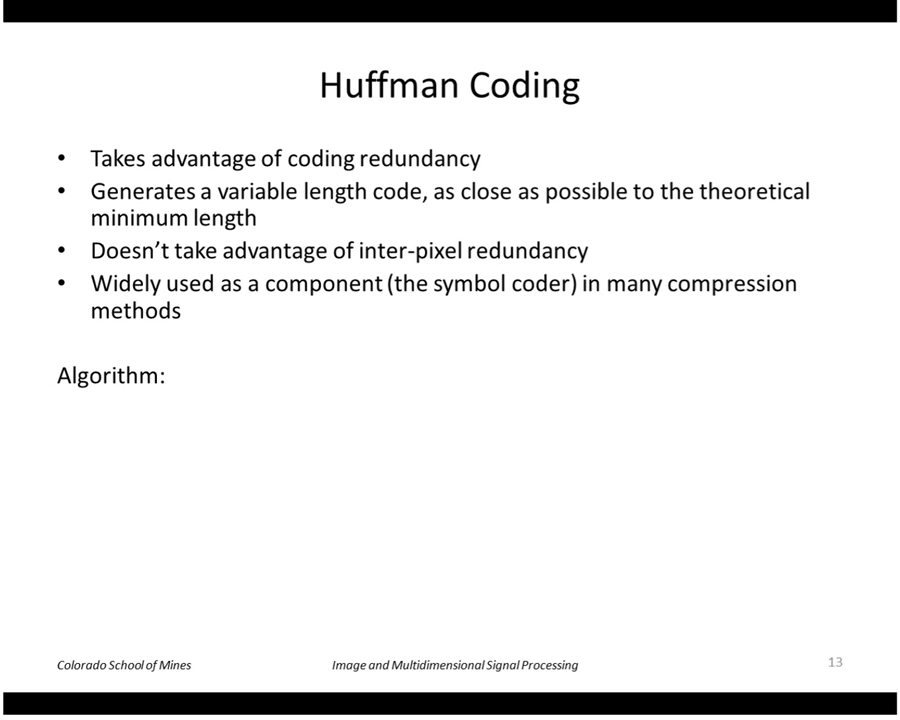 Huffman Coding
• Takes advantage of coding redundancy
• Generates a variable length code, as close as possible to the theoretical
minimum length
• Doesn’t take advantage of inter-pixel redundancy
• Widely used as a component (the symbol coder) in many compression
methods
Algorithm:
Colorado School of Mines
Image and Multidimensional Signal Processing
13